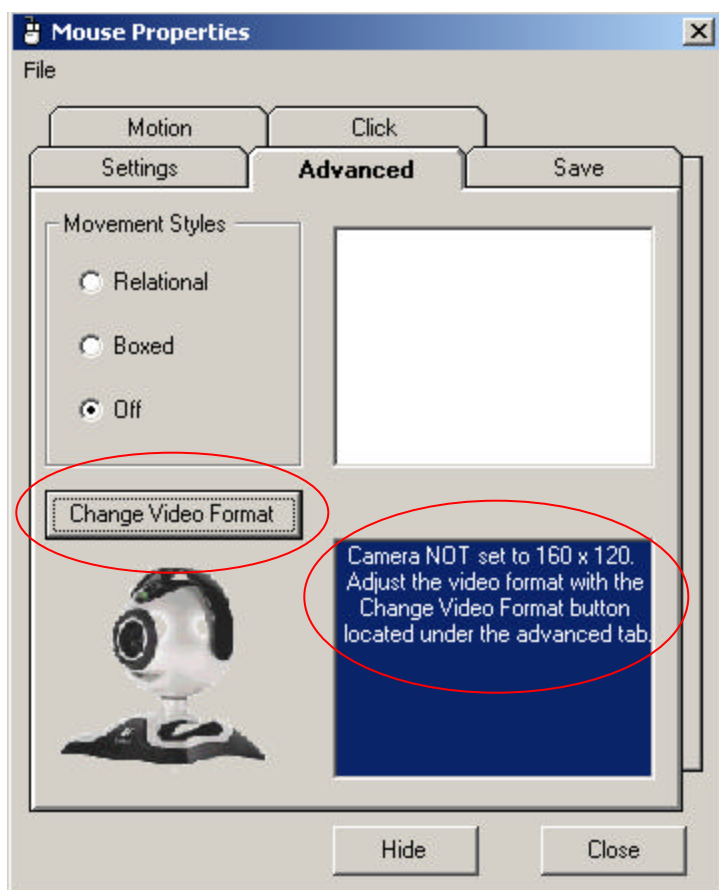 Mouse Properties
File
Motion
Click
Settings
Advanced
Save
Movement Styles
Relational
Boxed
Off
Change Video Format
Camera NOT set to 160 x 120.
Adjust the video format with the
Change Video Format button
located under the advanced tab.
Hide
Close